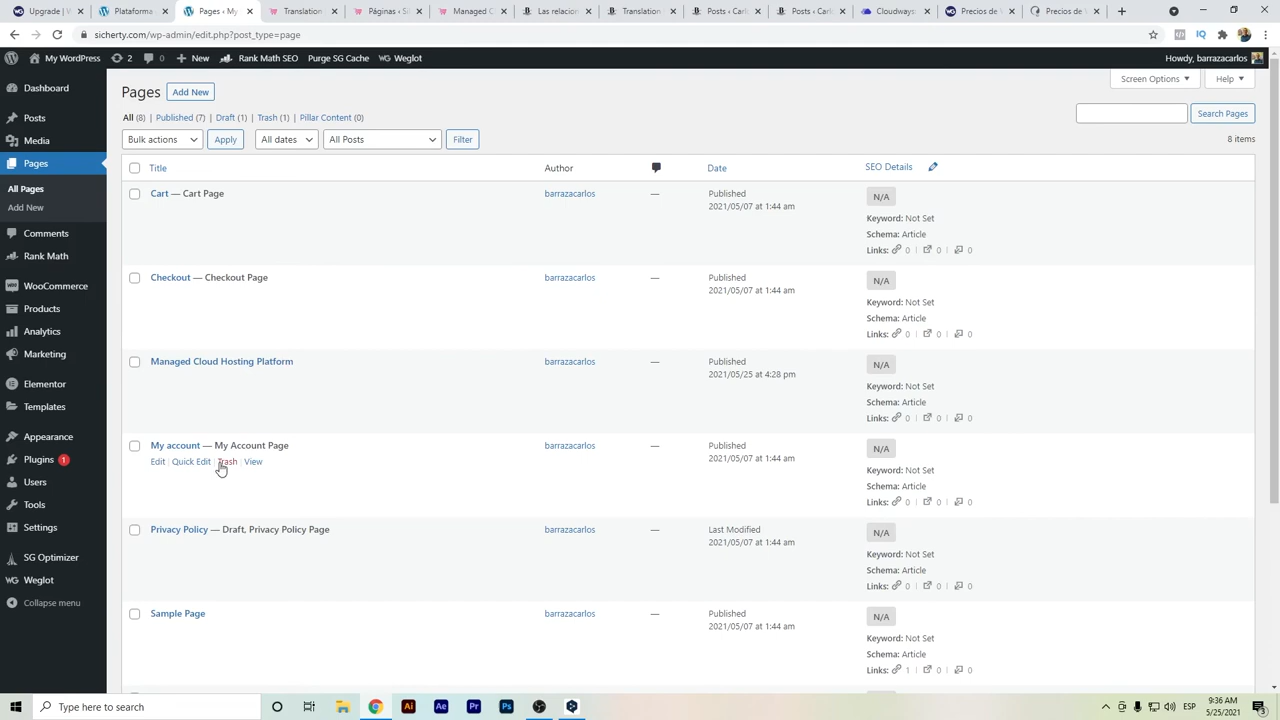 Upgrade | W
Plataforma
Pages ‹ My
Translation
Páginas ‹ Si
Managed C
Las relacion
Translation
Posts ‹ Carl
Posts ‹ Carl
Cloudways
Precios de V
Precios de V
sicherty.com/wp-admin/edit.php?post_type=page
My WordPress
2
0
New
Rank Math SEO
Purge SG Cache
Weglot
Howdy, barrazacarlos
Dashboard
Posts
Media
Pages
All Pages
Add New
Comments
Rank Math
WooCommerce
Products
Analytics
Marketing
Elementor
Templates
Appearance
Plugins 1
Users
Tools
Settings
SG Optimizer
Weglot
Collapse menu
Screen Options
Help
Pages
Add New
All (8) | Published (7) | Draft (1) | Trash (1) | Pillar Content (0)
Search Pages
Bulk actions
Apply
All dates
All Posts
Filter
8 items
Title
Author
Date
SEO Details
Cart — Cart Page
barrazacarlos
—
Published
2021/05/07 at 1:44 am
N/A
Keyword: Not Set
Schema: Article
Links: 0 | 0 | 0
Checkout — Checkout Page
barrazacarlos
—
Published
2021/05/07 at 1:44 am
N/A
Keyword: Not Set
Schema: Article
Links: 0 | 0 | 0
Managed Cloud Hosting Platform
barrazacarlos
—
Published
2021/05/25 at 4:28 pm
N/A
Keyword: Not Set
Schema: Article
Links: 0 | 0 | 0
My account — My Account Page
Edit | Quick Edit | Trash | View
barrazacarlos
—
Published
2021/05/07 at 1:44 am
N/A
Keyword: Not Set
Schema: Article
Links: 0 | 0 | 0
Privacy Policy — Draft, Privacy Policy Page
barrazacarlos
—
Last Modified
2021/05/07 at 1:44 am
N/A
Keyword: Not Set
Schema: Article
Links: 0 | 0 | 0
Sample Page
barrazacarlos
—
Published
2021/05/07 at 1:44 am
N/A
Keyword: Not Set
Schema: Article
Links: 1 | 0 | 0
Type here to search
Ai
Ae
Pr
Ps
ESP
9:36 AM
5/25/2021
3